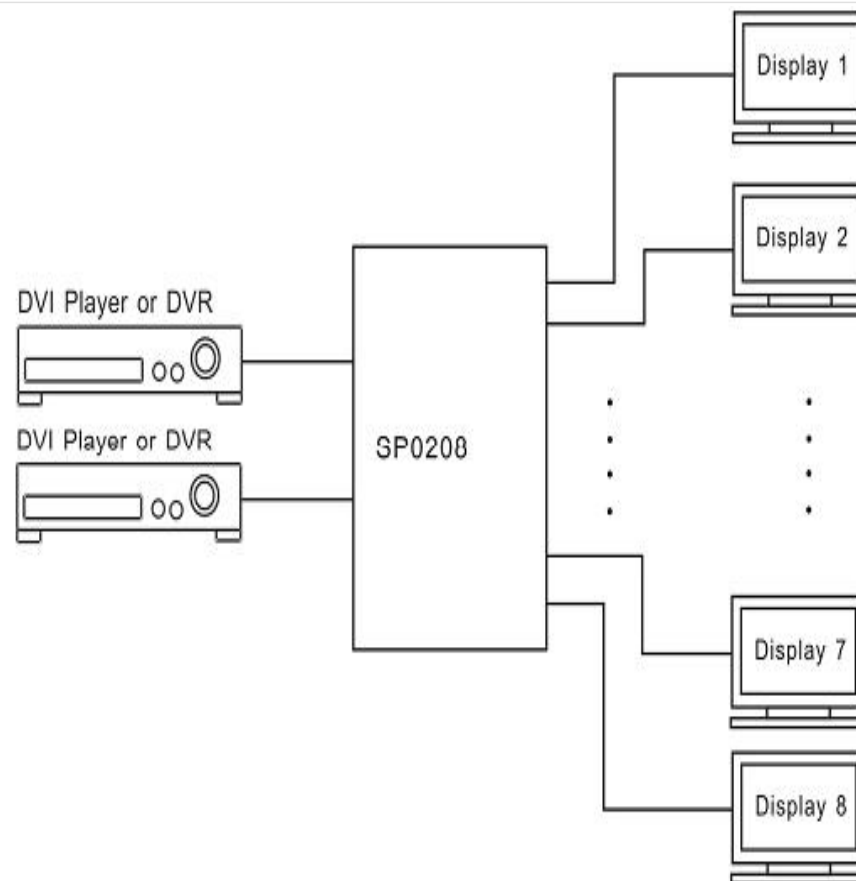 Display 1
Display 2
DVI Player or DVR
DVI Player or DVR
SP0208
Display 7
Display 8